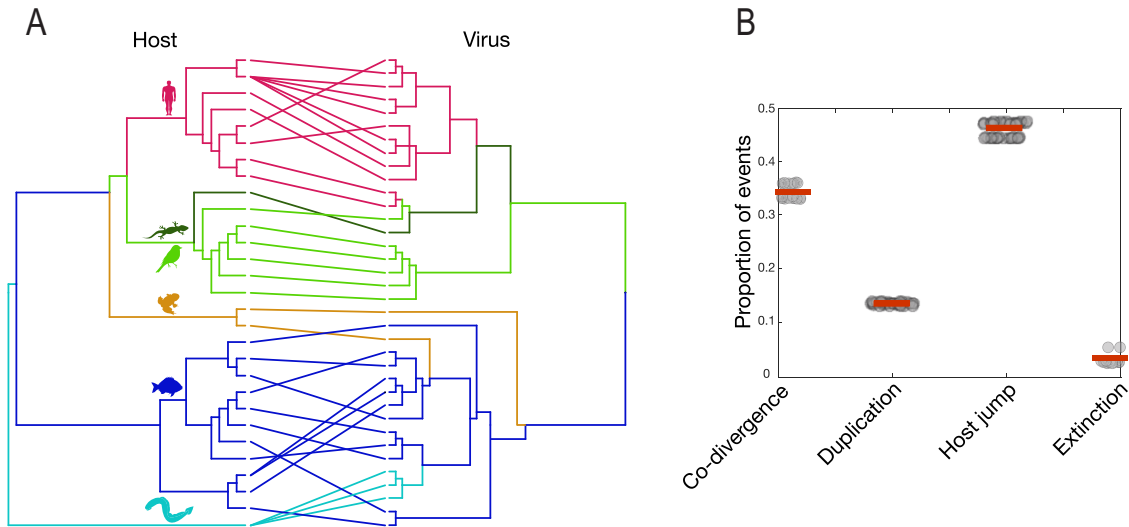 A
Host
Virus
B
Proportion of events
0.5
0.4
0.3
0.2
0.1
0
Co-divergence
Duplication
Host jump
Extinction